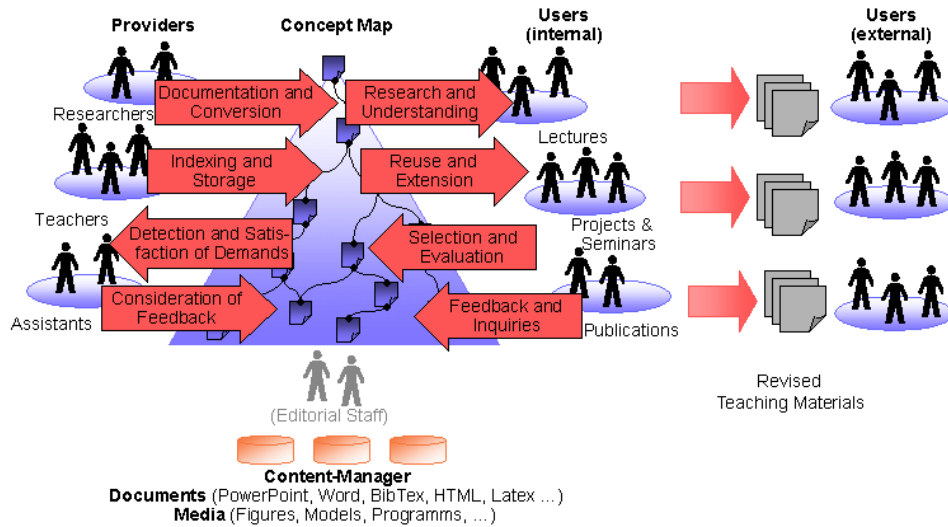 Providers
Concept Map
Users
(internal)
Users
(external)
Documentation and
Conversion
Research and
Understanding
Researchers
Lectures
Indexing and
Storage
Reuse and
Extension
Teachers
Projects &
Seminars
Detection and Satis-
faction of Demands
Selection and
Evaluation
Consideration of
Feedback
Feedback and
Inquiries
Assistants
Publications
Revised
Teaching Materials
(Editorial Staff)
Content-Manager
Documents (PowerPoint, Word, BibTex, HTML, Latex ...)
Media (Figures, Models, Programms, ...)